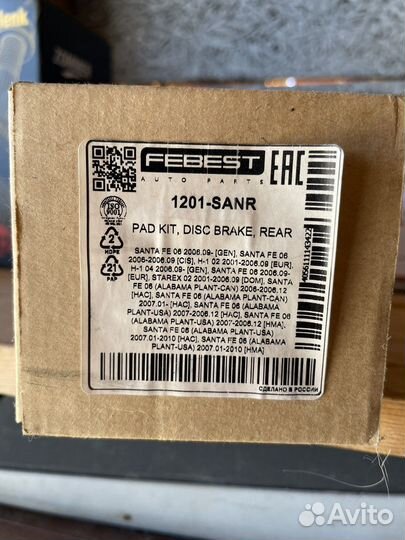 lenk
FEBEST
AUTO PARTS
EAC
ISO
9001
1201-SANR
PAD KIT, DISC BRAKE, REAR
2
HDPE
21
PAP
SANTA FE 06 2006.09- [GEN], SANTA FE 06
2005-2006.09 [CIS], H-1 02 2001-2006.09 [EUR]
H-1 04 2006.09- [GEN], SANTA FE 06 2006.09-
[EUR], STAREX 02 2001-2006.09 [DOM], SANTA
FE 06 (ALABAMA PLANT-CAN) 2006-2006.12
[HAC], SANTA FE 06 (ALABAMA PLANT-CAN)
2007.01- [HAC], SANTA FE 06 (ALABAMA
PLANT-USA) 2007-2006.12 [HAC], SANTA FE 06
(ALABAMA PLANT-USA) 2007-2006.12 [HMA],
SANTA FE 06 (ALABAMA PLANT-USA)
2007.01-2010 [HAC], SANTA FE 06 (ALABAMA
PLANT-USA) 2007.01-2010 [HMA]
4056111143422
СДЕЛАНО В РОССИИ
Avito